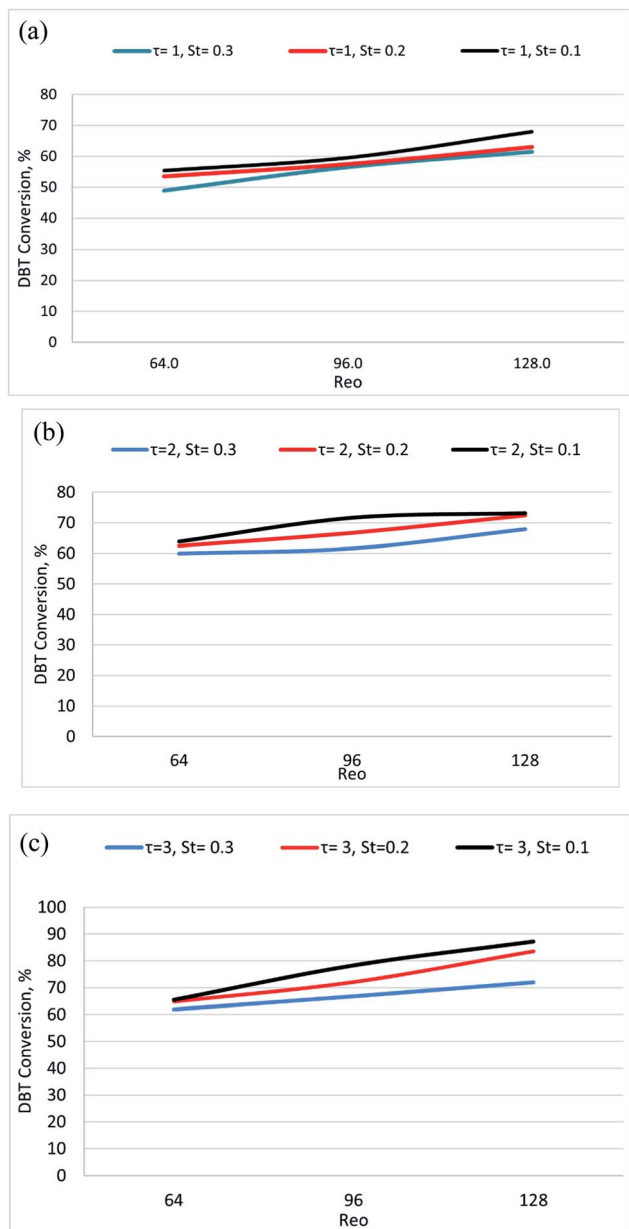 (a)
τ= 1, St= 0.3 τ=1, St= 0.2 τ= 1, St= 0.1
80
70
60
50
40
30
20
10
0
DBT Conversion, %
64.0 96.0 128.0
Reo
(b)
τ=2, St= 0.3 τ= 2, St= 0.2 τ= 2, St= 0.1
80
70
60
50
40
30
20
10
0
DBT Conversion, %
64 96 128
Reo
(c)
τ=3, St= 0.3 τ= 3, St=0.2 τ= 3, St= 0.1
100
90
80
70
60
50
40
30
20
10
0
DBT Conversion, %
64 96 128
Reo